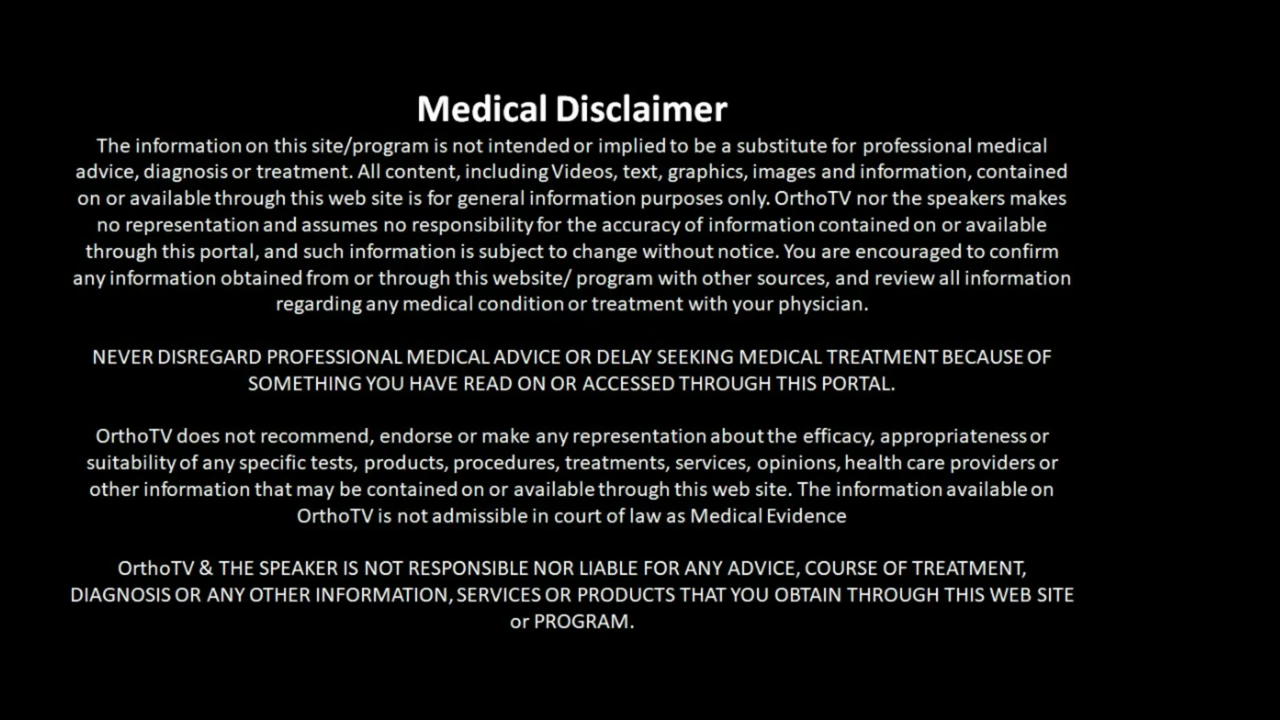 Medical Disclaimer
The information on this site/program is not intended or implied to be a substitute for professional medical
advice, diagnosis or treatment. All content, including Videos, text, graphics, images and information, contained
on or available through this web site is for general information purposes only. OrthoTV nor the speakers makes
no representation and assumes no responsibility for the accuracy of information contained on or available
through this portal, and such information is subject to change without notice. You are encouraged to confirm
any information obtained from or through this website/ program with other sources, and review all information
regarding any medical condition or treatment with your physician.
NEVER DISREGARD PROFESSIONAL MEDICAL ADVICE OR DELAY SEEKING MEDICAL TREATMENT BECAUSE OF
SOMETHING YOU HAVE READ ON OR ACCESSED THROUGH THIS PORTAL.
OrthoTV does not recommend, endorse or make any representation about the efficacy, appropriateness or
suitability of any specific tests, products, procedures, treatments, services, opinions, health care providers or
other information that may be contained on or available through this web site. The information available on
OrthoTV is not admissible in court of law as Medical Evidence
OrthoTV & THE SPEAKER IS NOT RESPONSIBLE NOR LIABLE FOR ANY ADVICE, COURSE OF TREATMENT,
DIAGNOSIS OR ANY OTHER INFORMATION, SERVICES OR PRODUCTS THAT YOU OBTAIN THROUGH THIS WEB SITE
or PROGRAM.